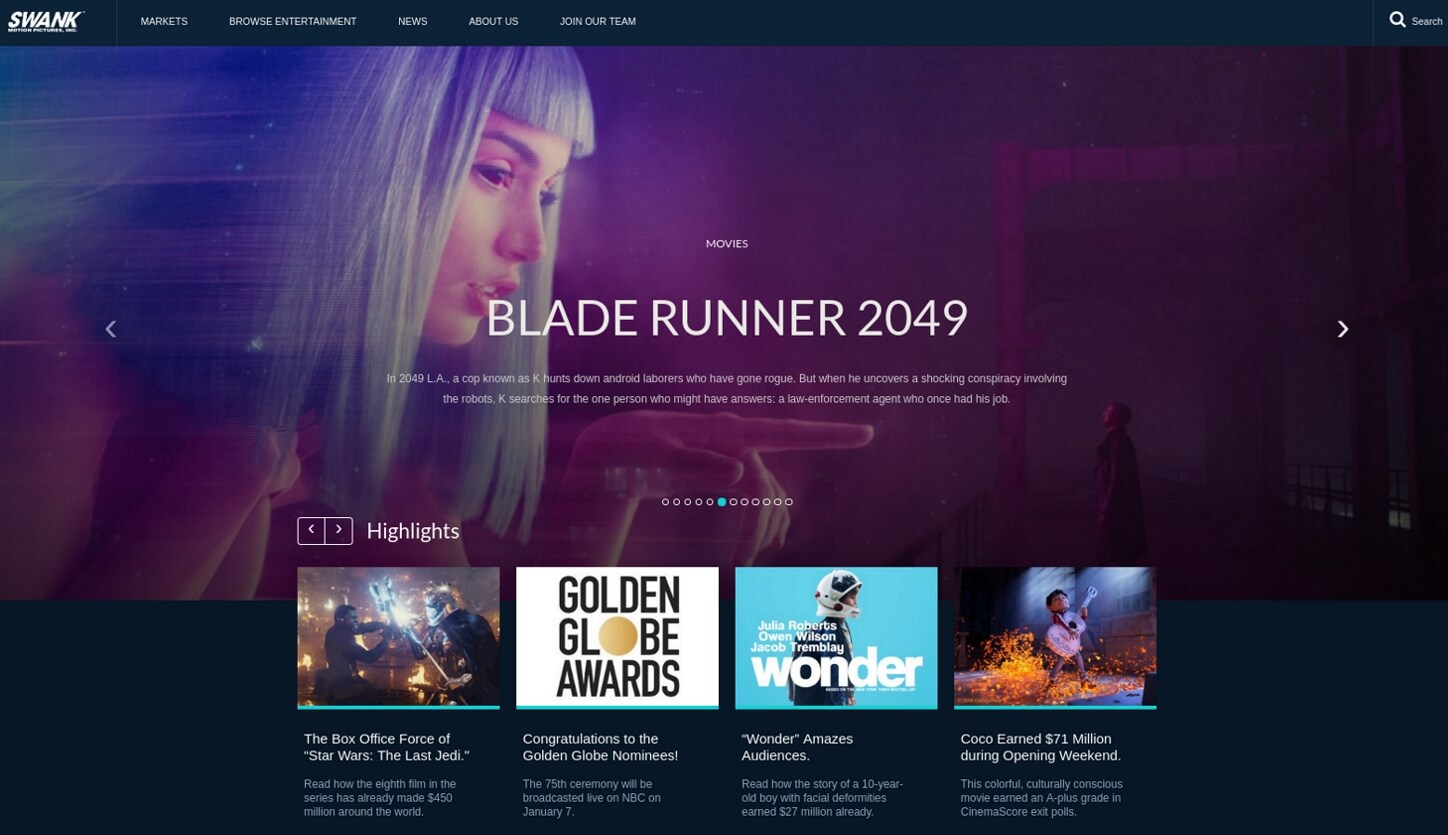 SWANK
MOTION PICTURES, INC.
MARKETS
BROWSE ENTERTAINMENT
NEWS
ABOUT US
JOIN OUR TEAM
Search
MOVIES
BLADE RUNNER 2049
In 2049 L.A., a cop known as K hunts down android laborers who have gone rogue. But when he uncovers a shocking conspiracy involving
the robots, K searches for the one person who might have answers: a law-enforcement agent who once had his job.
Highlights
GOLDEN
GLOBE
AWARDS
Julia Roberts
Owen Wilson
Jacob Tremblay
wonder
BASED ON THE NEW YORK TIMES BESTSELLER
The Box Office Force of
“Star Wars: The Last Jedi."
Read how the eighth film in the
series has already made $450
million around the world.
Congratulations to the
Golden Globe Nominees!
The 75th ceremony will be
broadcasted live on NBC on
January 7.
“Wonder” Amazes
Audiences.
Read how the story of a 10-year-
old boy with facial deformities
earned $27 million already.
Coco Earned $71 Million
during Opening Weekend.
This colorful, culturally conscious
movie earned an A-plus grade in
CinemaScore exit polls.